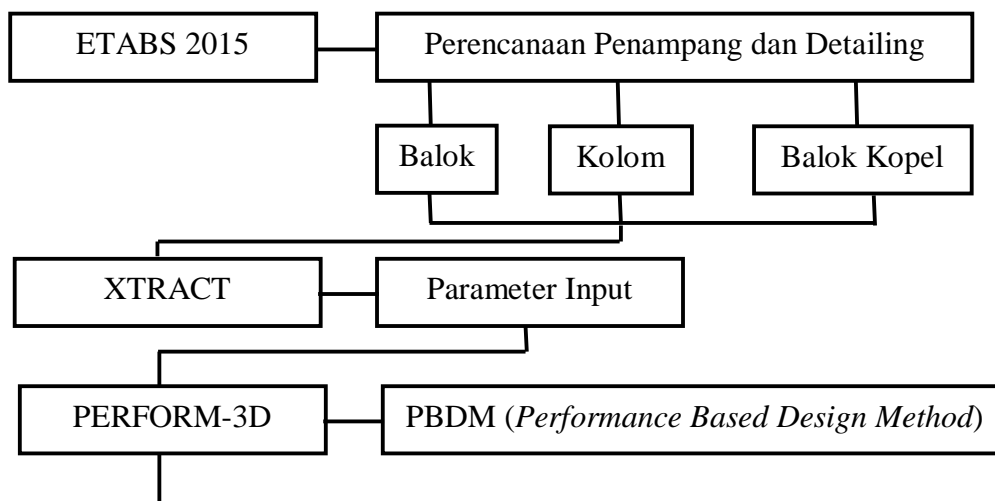 ETABS 2015
Perencanaan Penampang dan Detailing
Balok
Kolom
Balok Kopel
XTRACT
Parameter Input
PERFORM-3D
PBDM (Performance Based Design Method)